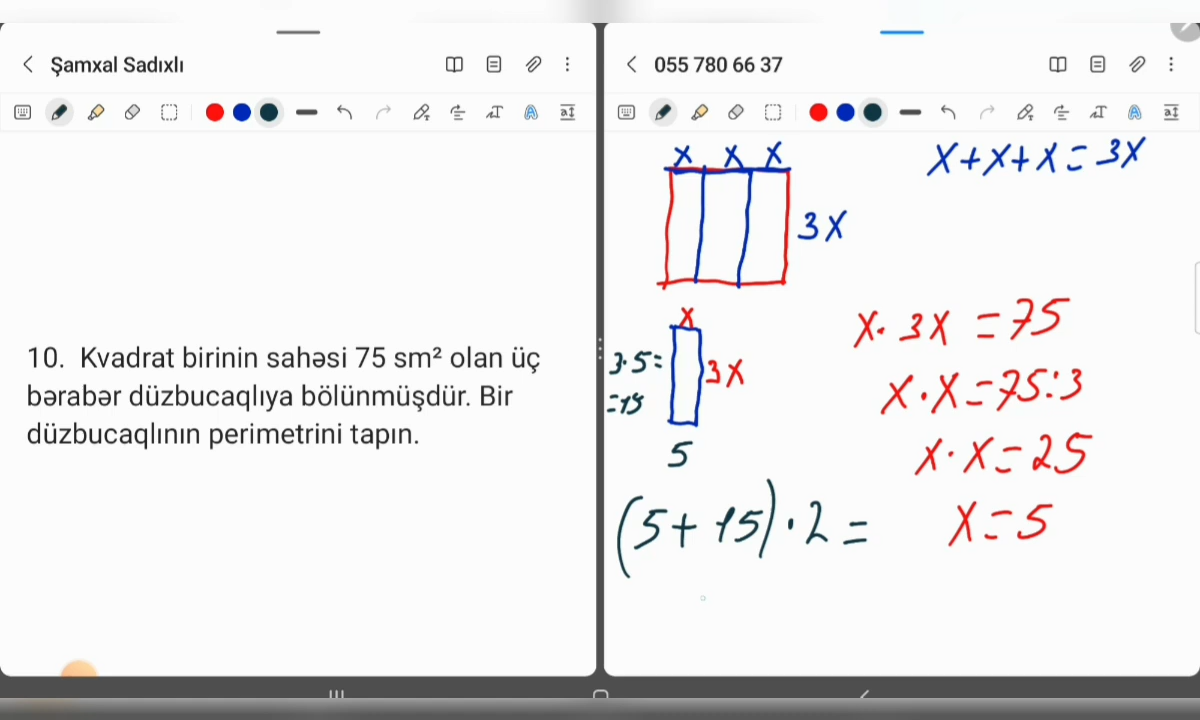 Şamxal Sadıxlı
10. Kvadrat birinin sahəsi 75 sm² olan üç
bərabər düzbucaqlıya bölünmüşdür. Bir
düzbucaqlının perimetrini tapın.
055 780 66 37
x x x
x+x+x=3x
3x
x
3·5=
=15
3x
5
x·3x=75
x·x=75:3
x·x=25
x=5
(5+15)·2=